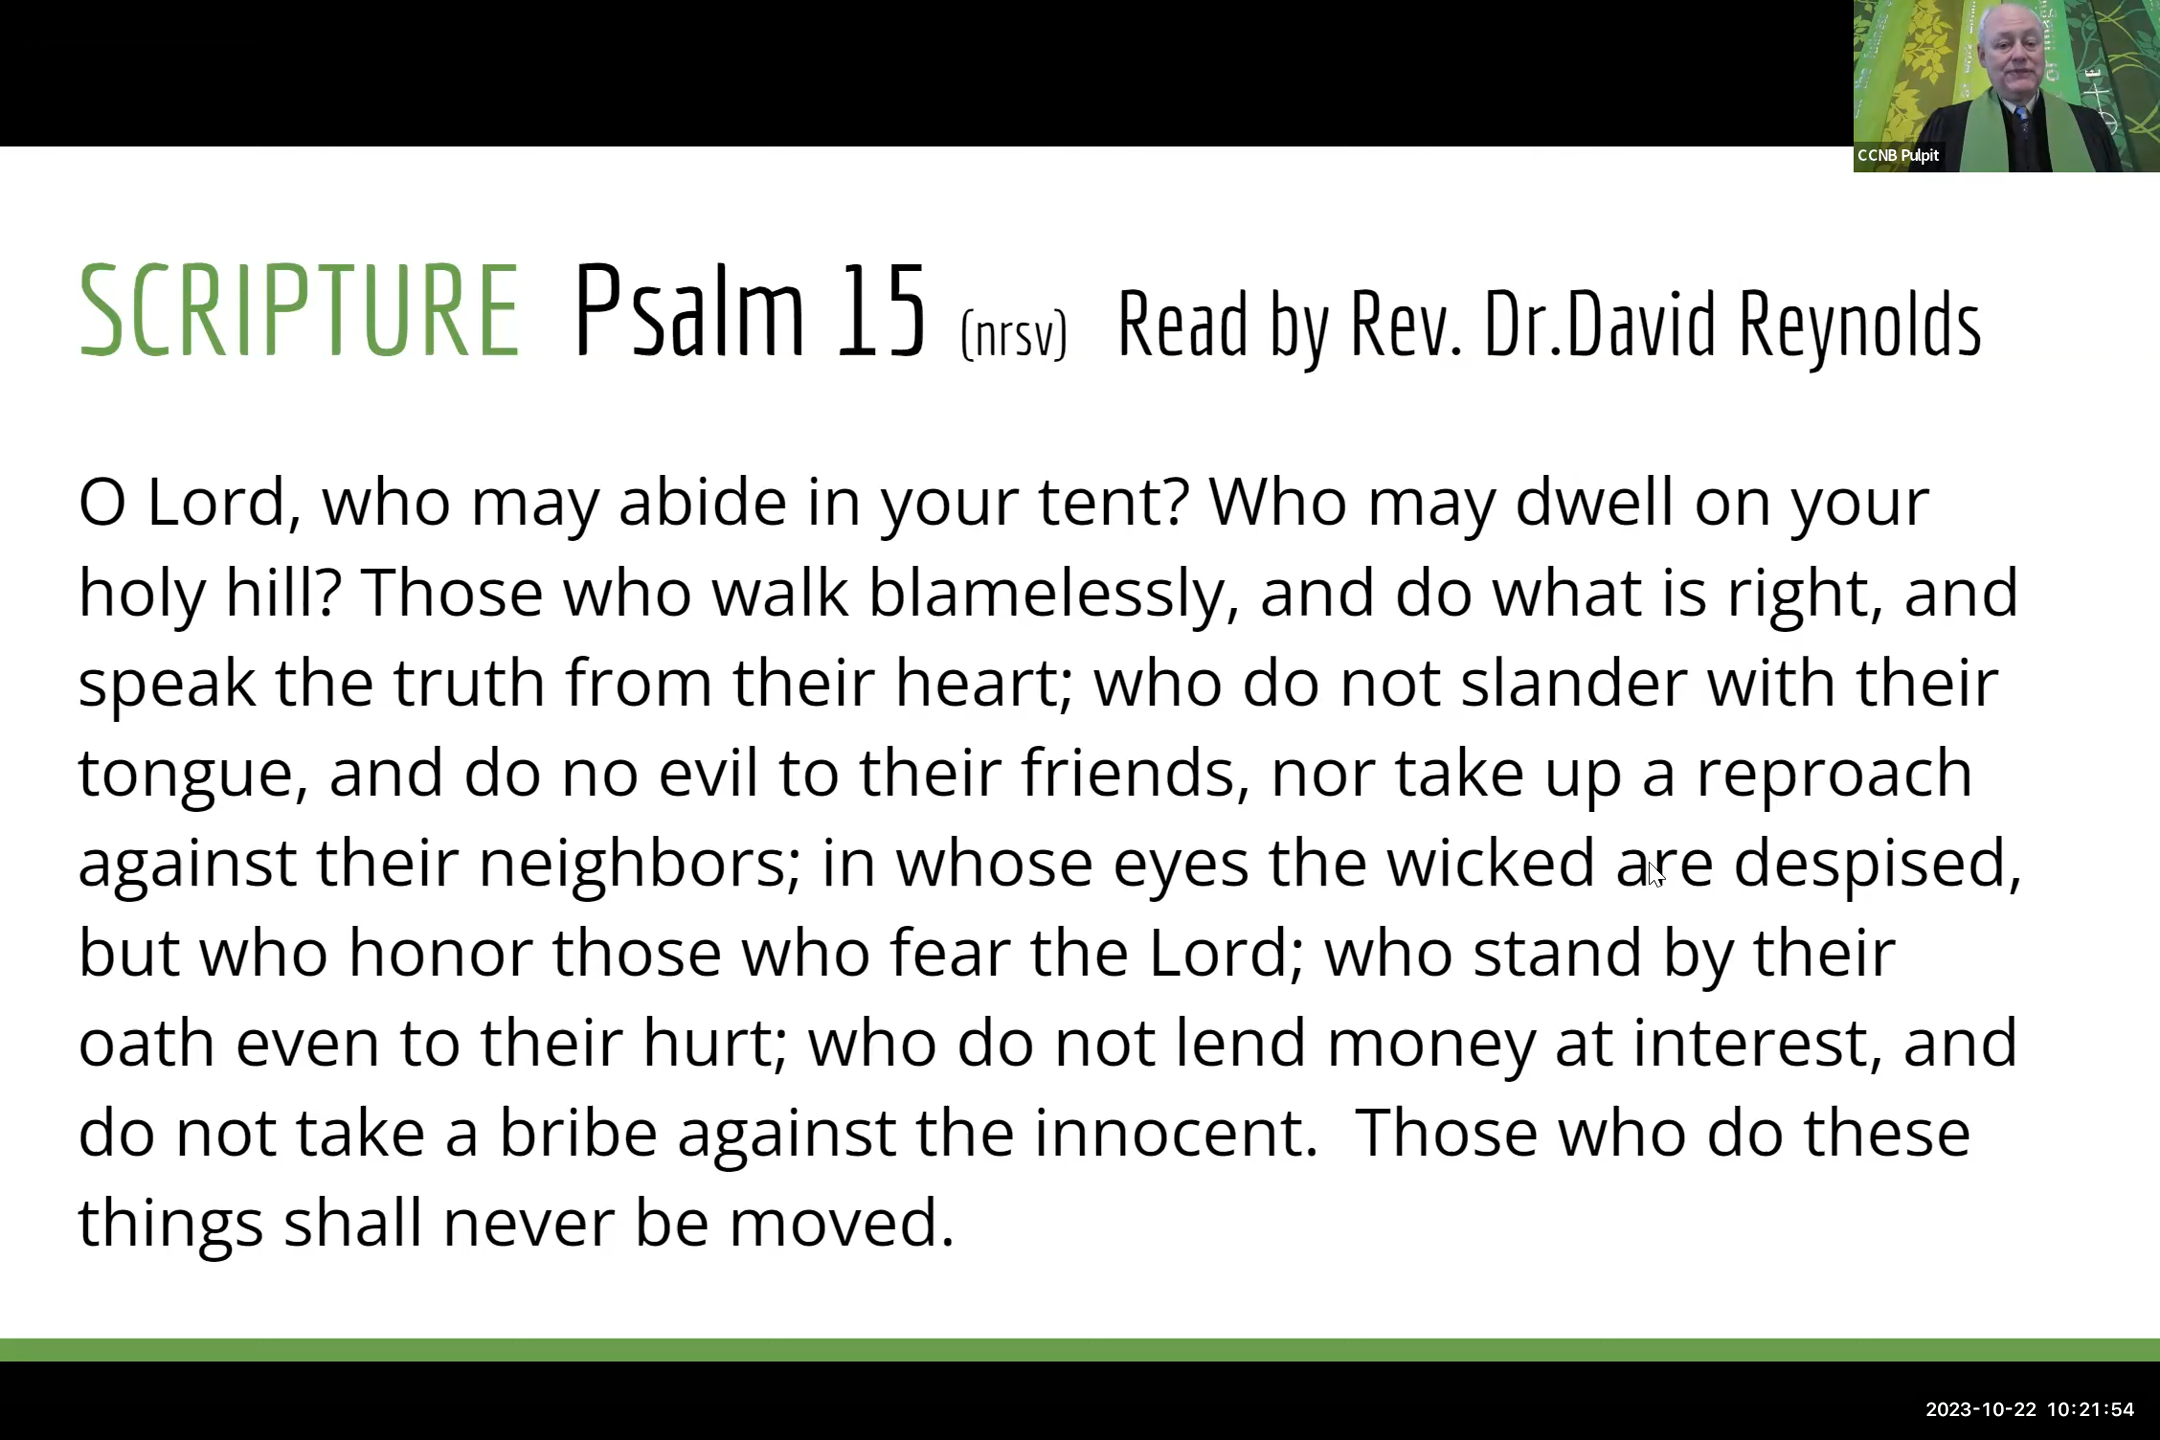 CCNB Pulpit
SCRIPTURE Psalm 15 (nrsv) Read by Rev. Dr.David Reynolds
O Lord, who may abide in your tent? Who may dwell on your
holy hill? Those who walk blamelessly, and do what is right, and
speak the truth from their heart; who do not slander with their
tongue, and do no evil to their friends, nor take up a reproach
against their neighbors; in whose eyes the wicked are despised,
but who honor those who fear the Lord; who stand by their
oath even to their hurt; who do not lend money at interest, and
do not take a bribe against the innocent.  Those who do these
things shall never be moved.
2023-10-22 10:21:54